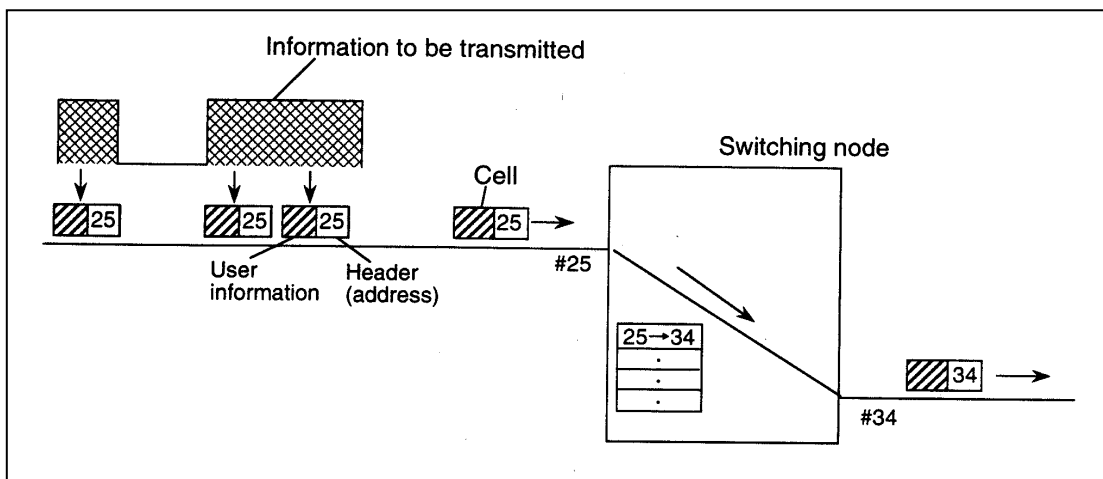 Information to be transmitted
Switching node
Cell
25
25
25
25
User
information
Header
(address)
#25
25→34
34
#34